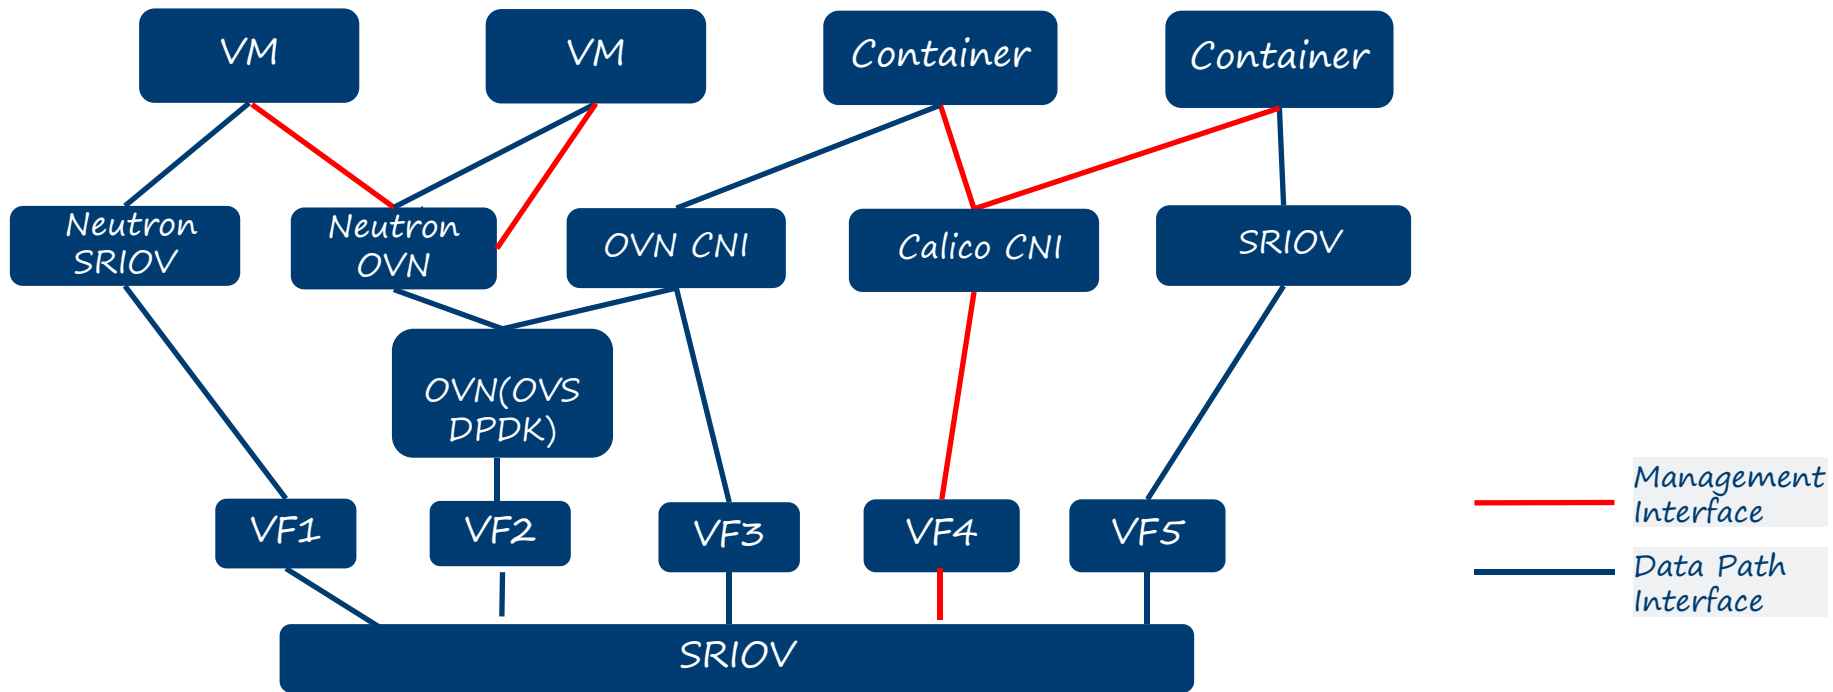 VM
VM
Container
Container
Neutron
SRIOV
Neutron
OVN
OVN CNI
Calico CNI
SRIOV
OVN(OVS
DPDK)
VF1
VF2
VF3
VF4
VF5
Management
Interface
Data Path
Interface
SRIOV